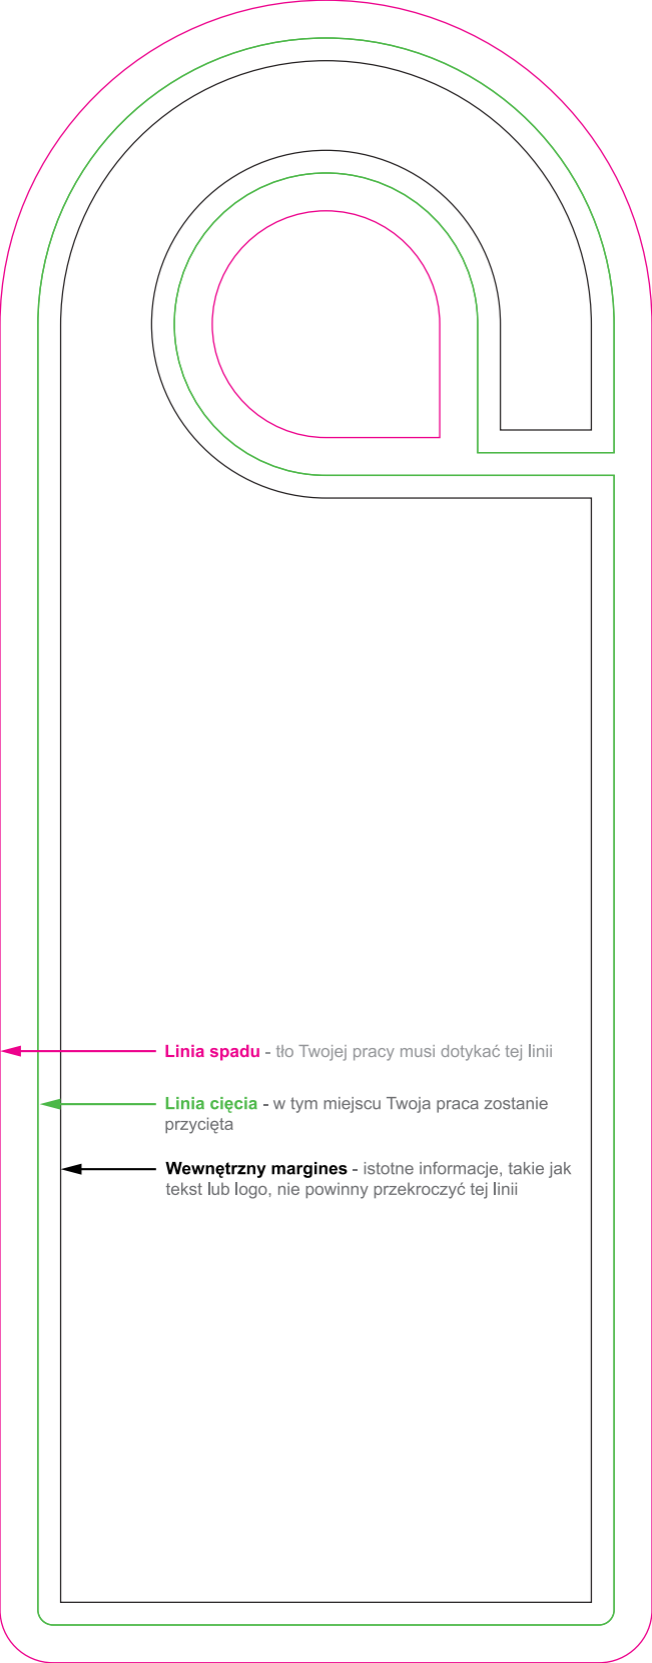 Linia spadu - tło Twojej pracy musi dotykać tej linii
Linia cięcia - w tym miejscu Twoja praca zostanie
przycięta
Wewnętrzny margines - istotne informacje, takie jak
tekst lub logo, nie powinny przekroczyć tej linii